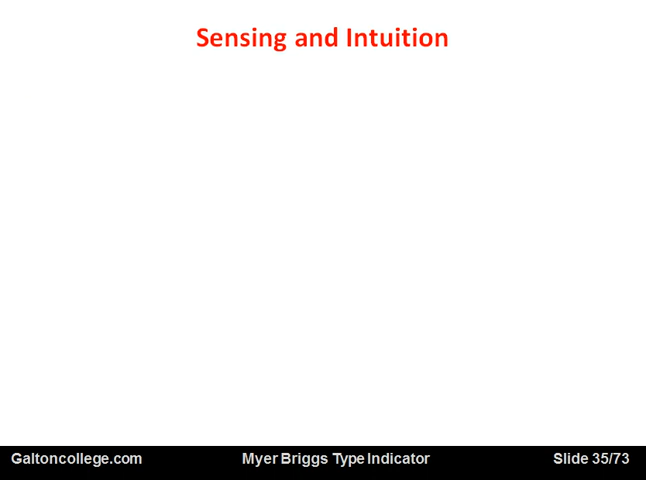 Sensing and Intuition
Galtoncollege.com Myer Briggs Type Indicator Slide 35/73